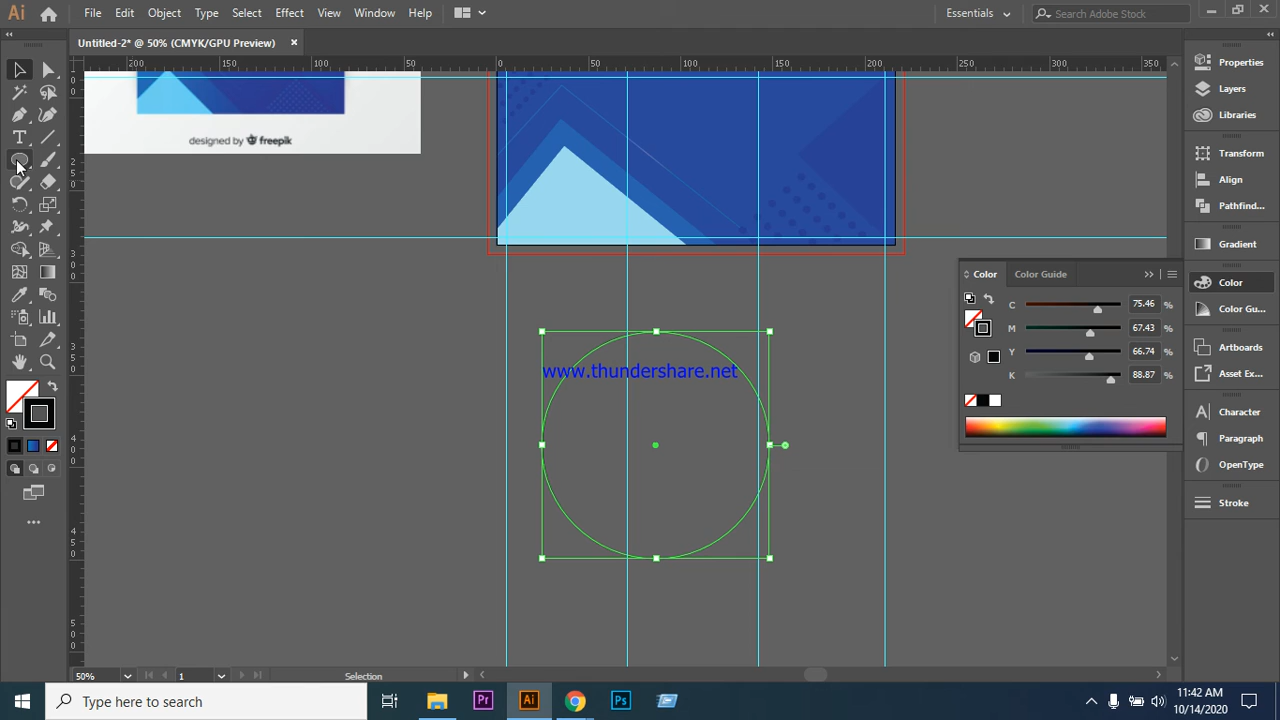 Ai File Edit Object Type Select Effect View Window Help Essentials Search Adobe Stock
Untitled-2* @ 50% (CMYK/GPU Preview) ×
200 150 100 50 0 50 100 150 200 250 300 350
designed by freepik
www.thundershare.net
Properties
Layers
Libraries
Transform
Align
Pathfind...
Gradient
Color
Color Gu...
Artboards
Asset Ex...
Character
Paragraph
OpenType
Stroke
Color Color Guide
C 75.46
M 67.43
Y 66.74
K 88.87
50% 1 Selection
Type here to search
Pr Ai Ps
11:42 AM
10/14/2020